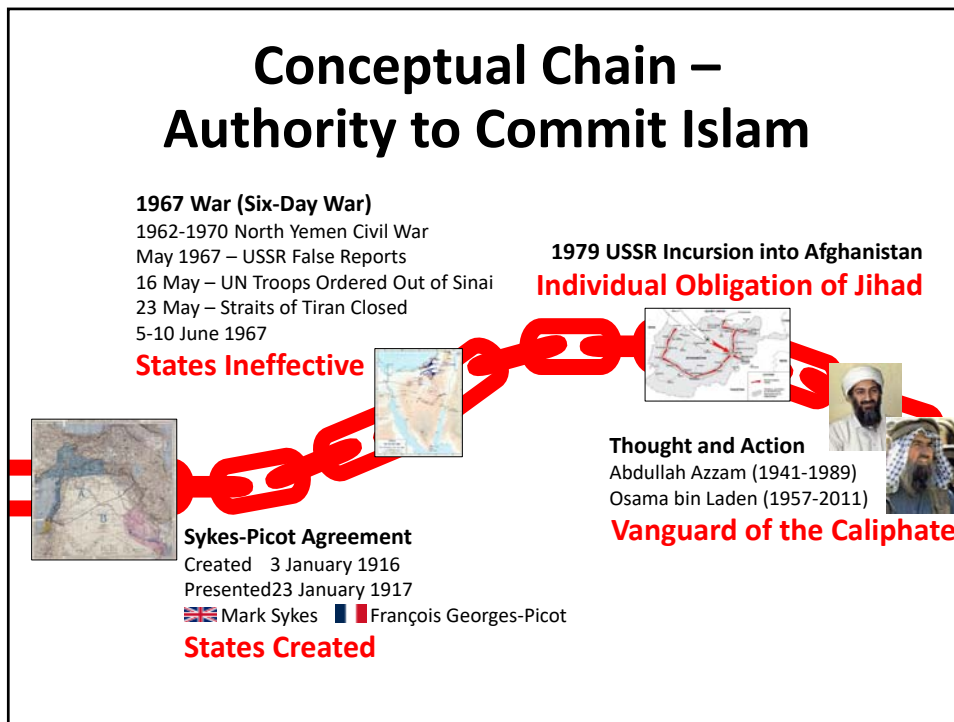 Conceptual Chain –
Authority to Commit Islam
1967 War (Six-Day War)
1962-1970 North Yemen Civil War
May 1967 – USSR False Reports
16 May – UN Troops Ordered Out of Sinai
23 May – Straits of Tiran Closed
5-10 June 1967
States Ineffective
1979 USSR Incursion into Afghanistan
Individual Obligation of Jihad
Thought and Action
Abdullah Azzam (1941-1989)
Osama bin Laden (1957-2011)
Vanguard of the Caliphate
Sykes-Picot Agreement
Created 3 January 1916
Presented23 January 1917
Mark Sykes François Georges-Picot
States Created